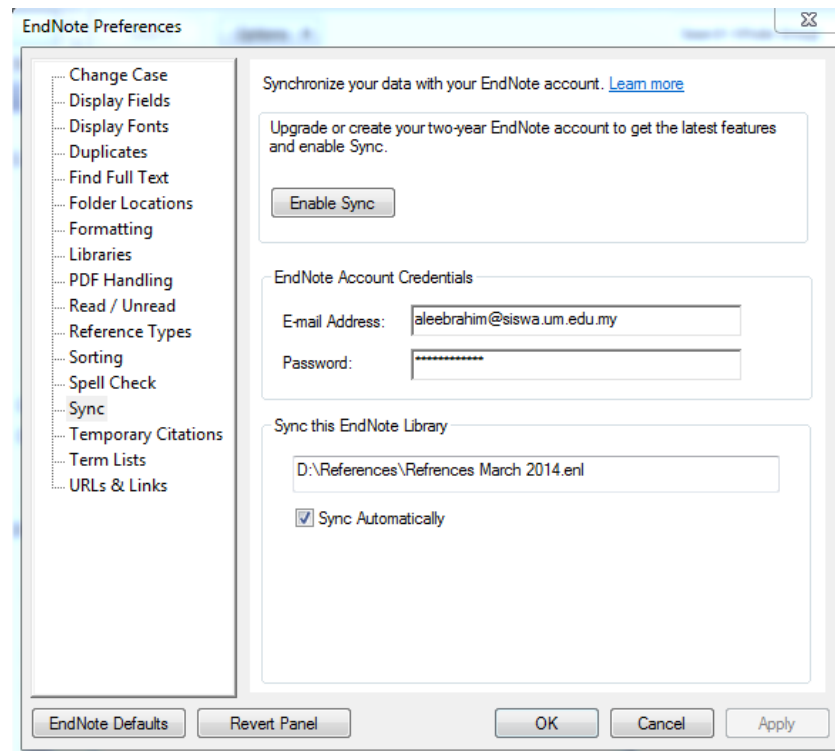 EndNote Preferences
Change Case
Display Fields
Display Fonts
Duplicates
Find Full Text
Folder Locations
Formatting
Libraries
PDF Handling
Read / Unread
Reference Types
Sorting
Spell Check
Sync
Temporary Citations
Term Lists
URLs & Links
Synchronize your data with your EndNote account. Learn more
Upgrade or create your two-year EndNote account to get the latest features
and enable Sync.
Enable Sync
EndNote Account Credentials
E-mail Address: aleebrahim@siswa.um.edu.my
Password: ************
Sync this EndNote Library
D:\References\Refrences March 2014.enl
Sync Automatically
EndNote Defaults
Revert Panel
OK
Cancel
Apply